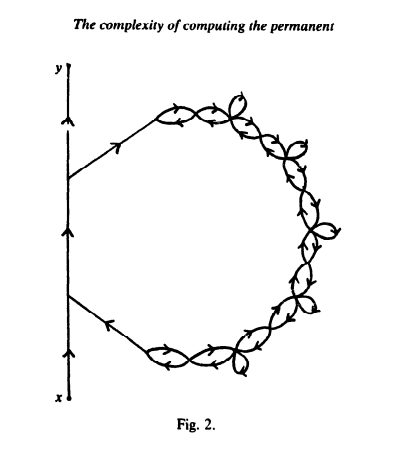 The complexity of computing the permanent
y
x
Fig. 2.